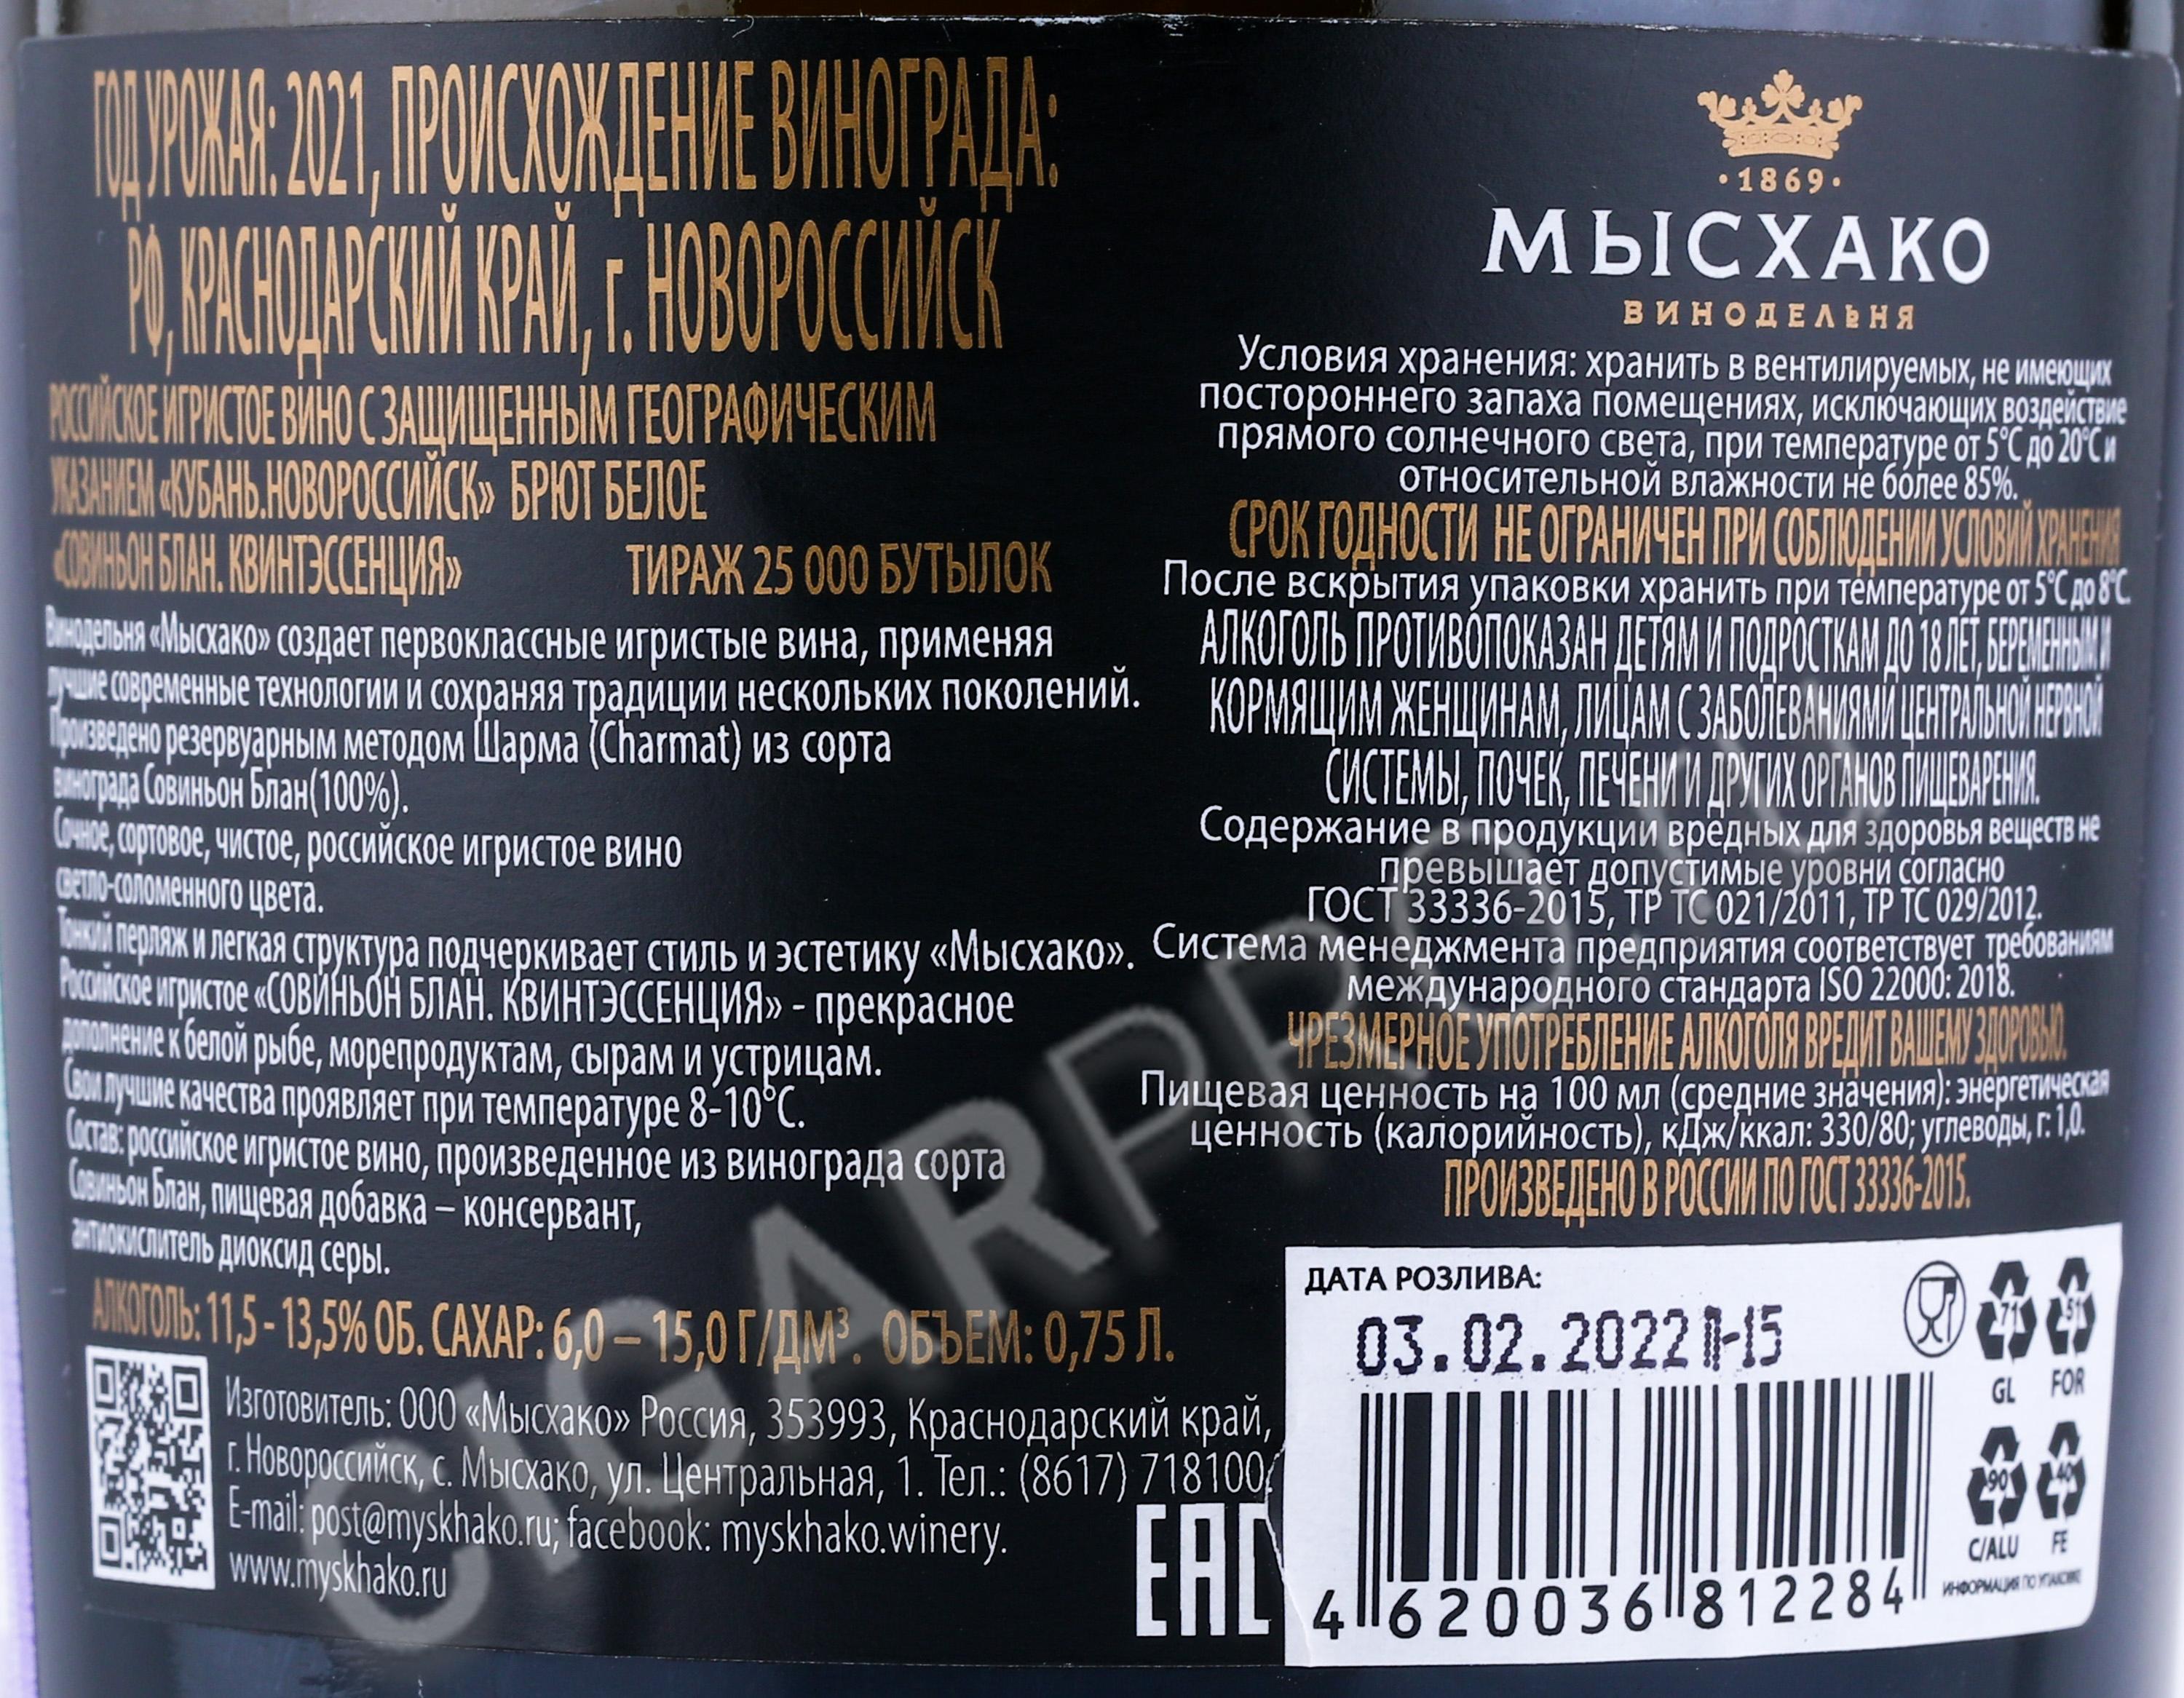 ГОД УРОЖАЯ: 2021, ПРОИСХОЖДЕНИЕ ВИНОГРАДА:
РФ, КРАСНОДАРСКИЙ КРАЙ, г. НОВОРОССИЙСК
РОССИЙСКОЕ ИГРИСТОЕ ВИНО С ЗАЩИЩЕННЫМ ГЕОГРАФИЧЕСКИМ
УКАЗАНИЕМ «КУБАНЬ.НОВОРОССИЙСК» БРЮТ БЕЛОЕ
«СОВИНЬОН БЛАН. КВИНТЭССЕНЦИЯ» ТИРАЖ 25 000 БУТЫЛОК
Винодельня «Мысхако» создает первоклассные игристые вина, применяя
лучшие современные технологии и сохраняя традиции нескольких поколений.
Произведено резервуарным методом Шарма (Charmat) из сорта
винограда Совиньон Блан(100%).
Сочное, сортовое, чистое, российское игристое вино
светло-соломенного цвета.
Тонкий перляж и легкая структура подчеркивает стиль и эстетику «Мысхако».
Российское игристое «СОВИНЬОН БЛАН. КВИНТЭССЕНЦИЯ» - прекрасное
дополнение к белой рыбе, морепродуктам, сырам и устрицам.
Свои лучшие качества проявляет при температуре 8-10°С.
Состав: российское игристое вино, произведенное из винограда сорта
Совиньон Блан, пищевая добавка – консервант,
антиокислитель диоксид серы.
АЛКОГОЛЬ: 11,5 - 13,5% ОБ. САХАР: 6,0 – 15,0 Г/ДМ³. ОБЪЕМ: 0,75 Л.
Изготовитель: ООО «Мысхако» Россия, 353993, Краснодарский край,
г. Новороссийск, с. Мысхако, ул. Центральная, 1. Тел.: (8617) 718100
E-mail: post@myskhako.ru; facebook: myskhako.winery.
www.myskhako.ru
ЕАС
·1869·
МЫСХАКО
ВИНОДЕЛЬНЯ
Условия хранения: хранить в вентилируемых, не имеющих
постороннего запаха помещениях, исключающих воздействие
прямого солнечного света, при температуре от 5°С до 20°С и
относительной влажности не более 85%.
СРОК ГОДНОСТИ НЕ ОГРАНИЧЕН ПРИ СОБЛЮДЕНИИ УСЛОВИЙ ХРАНЕНИЯ
После вскрытия упаковки хранить при температуре от 5°С до 8°С.
АЛКОГОЛЬ ПРОТИВОПОКАЗАН ДЕТЯМ И ПОДРОСТКАМ ДО 18 ЛЕТ, БЕРЕМЕННЫМ И
КОРМЯЩИМ ЖЕНЩИНАМ, ЛИЦАМ С ЗАБОЛЕВАНИЯМИ ЦЕНТРАЛЬНОЙ НЕРВНОЙ
СИСТЕМЫ, ПОЧЕК, ПЕЧЕНИ И ДРУГИХ ОРГАНОВ ПИЩЕВАРЕНИЯ.
Содержание в продукции вредных для здоровья веществ не
превышает допустимые уровни согласно
ГОСТ 33336-2015, ТР ТС 021/2011, ТР ТС 029/2012.
Система менеджмента предприятия соответствует требованиям
международного стандарта ISO 22000: 2018.
ЧРЕЗМЕРНОЕ УПОТРЕБЛЕНИЕ АЛКОГОЛЯ ВРЕДИТ ВАШЕМУ ЗДОРОВЬЮ.
Пищевая ценность на 100 мл (средние значения): энергетическая
ценность (калорийность), кДж/ккал: 330/80; углеводы, г: 1,0.
ПРОИЗВЕДЕНО В РОССИИ ПО ГОСТ 33336-2015.
ДАТА РОЗЛИВА:
03.02.2022
71 51
GL FOR
90 40
C/ALU FE
ИНФОРМАЦИЯ ПО УПАКОВКЕ
4 620036 812284
CIGARPRO.RU